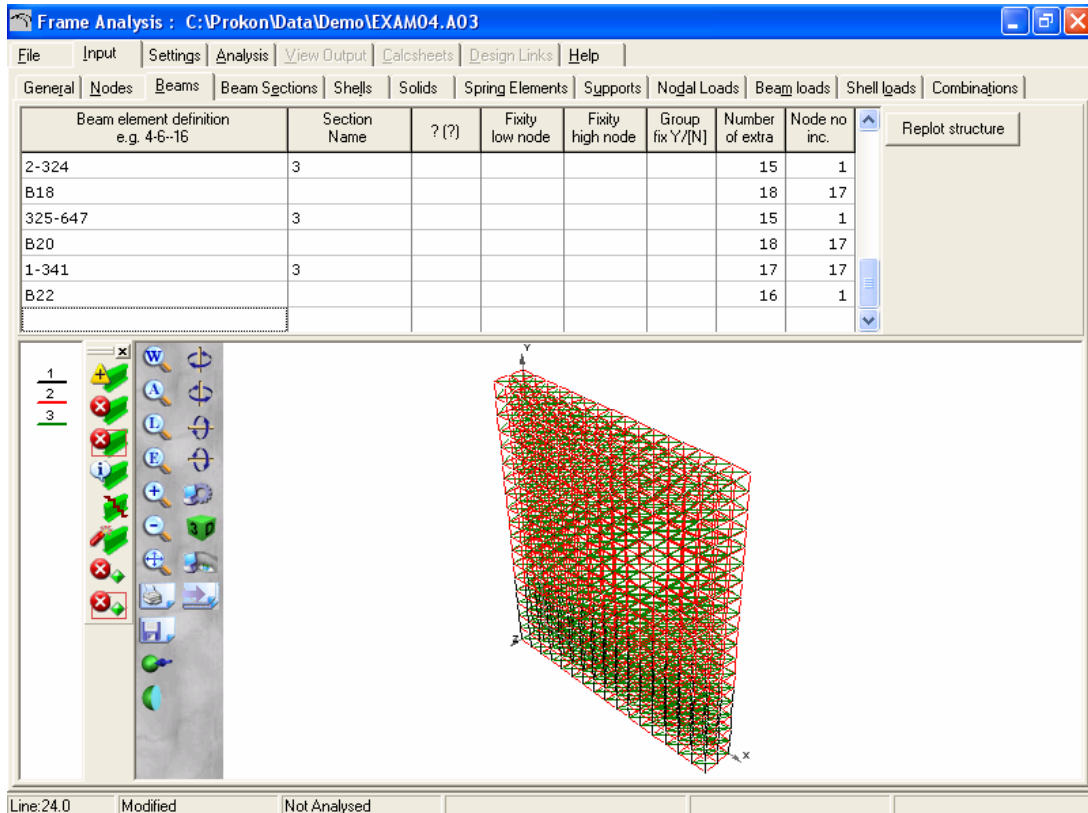 Frame Analysis : C:\Prokon\Data\Demo\EXAM04.A03
File Input Settings Analysis View Output Calcsheets Design Links Help
General Nodes Beams Beam Sections Shells Solids Spring Elements Supports Nodal Loads Beam loads Shell loads Combinations
Beam element definition e.g. 4-6--16 Section Name ? (?) Fixity low node Fixity high node Group fix Y/[N] Number of extra Node no inc. Replot structure
2-324 3 15 1
B18 18 17
325-647 3 15 1
B20 18 17
1-341 3 17 17
B22 16 1
1
2
3
W
A
L
E
3 D
Y
Z
X
Line:24.0 Modified Not Analysed